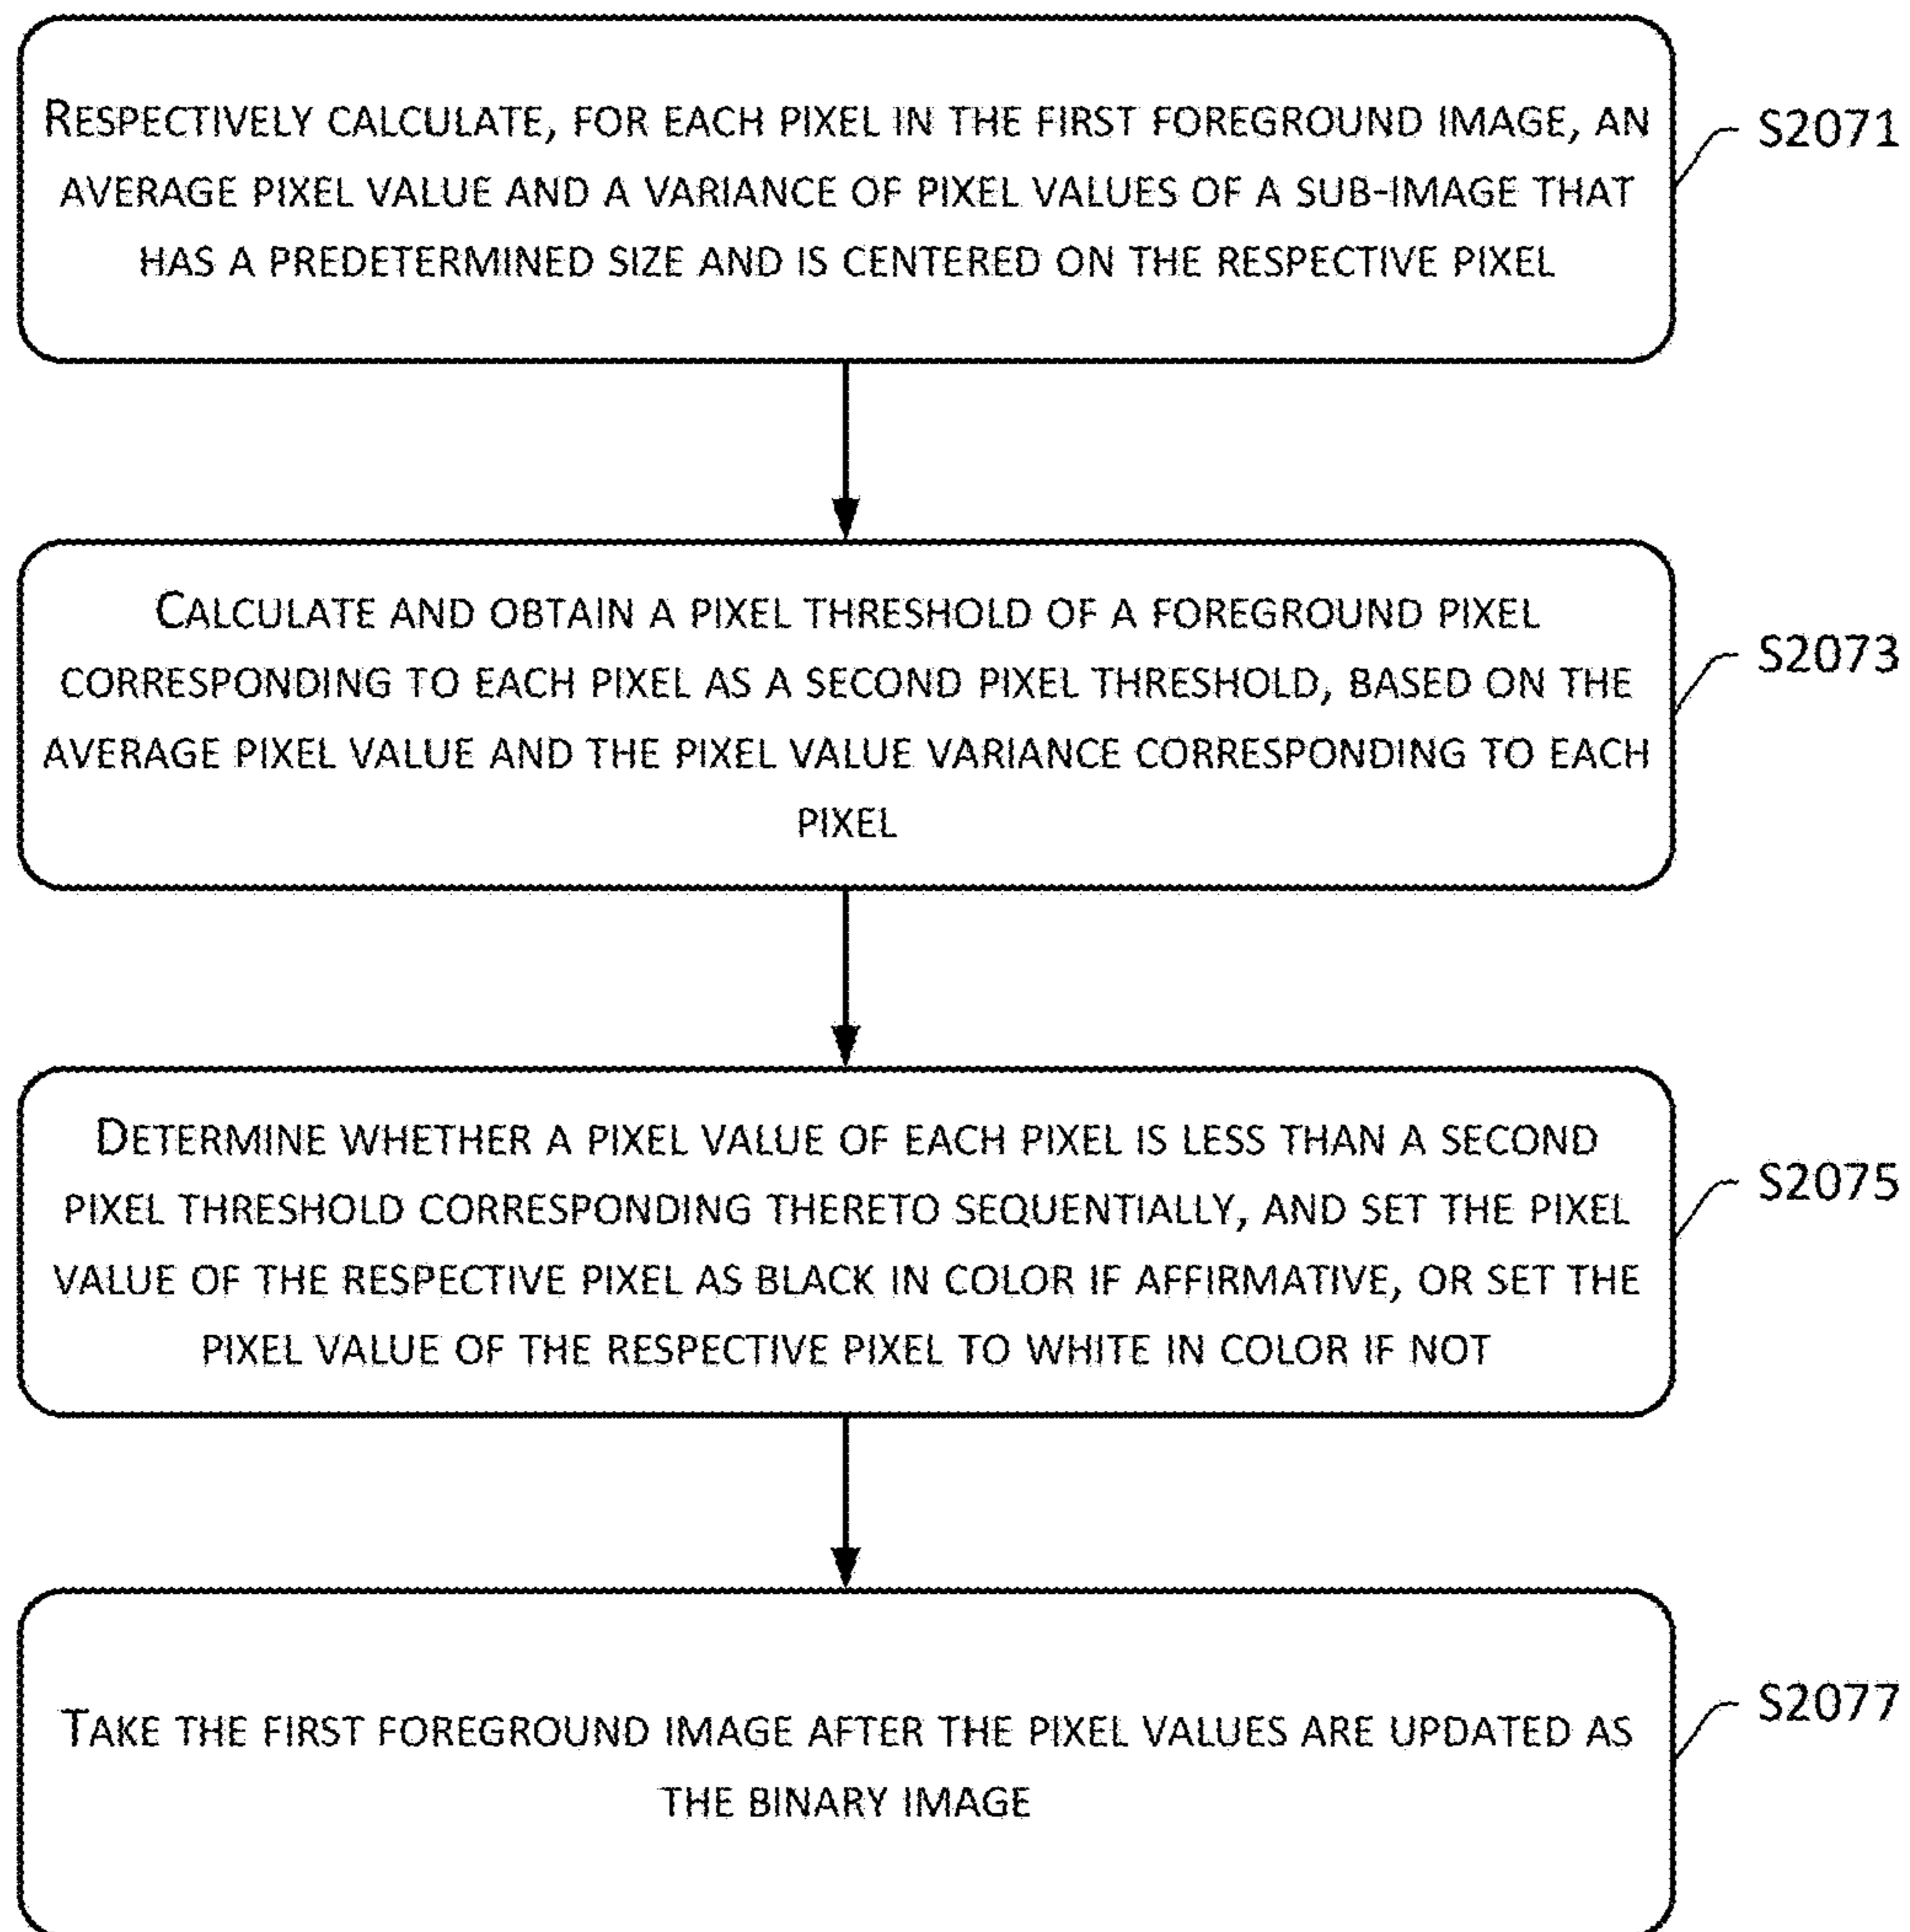 RESPECTIVELY CALCULATE, FOR EACH PIXEL IN THE FIRST FOREGROUND IMAGE, AN
AVERAGE PIXEL VALUE AND A VARIANCE OF PIXEL VALUES OF A SUB-IMAGE THAT
HAS A PREDETERMINED SIZE AND IS CENTERED ON THE RESPECTIVE PIXEL
S2071
CALCULATE AND OBTAIN A PIXEL THRESHOLD OF A FOREGROUND PIXEL
CORRESPONDING TO EACH PIXEL AS A SECOND PIXEL THRESHOLD, BASED ON THE
AVERAGE PIXEL VALUE AND THE PIXEL VALUE VARIANCE CORRESPONDING TO EACH
PIXEL
S2073
DETERMINE WHETHER A PIXEL VALUE OF EACH PIXEL IS LESS THAN A SECOND
PIXEL THRESHOLD CORRESPONDING THERETO SEQUENTIALLY, AND SET THE PIXEL
VALUE OF THE RESPECTIVE PIXEL AS BLACK IN COLOR IF AFFIRMATIVE, OR SET THE
PIXEL VALUE OF THE RESPECTIVE PIXEL TO WHITE IN COLOR IF NOT
S2075
TAKE THE FIRST FOREGROUND IMAGE AFTER THE PIXEL VALUES ARE UPDATED AS
THE BINARY IMAGE
S2077